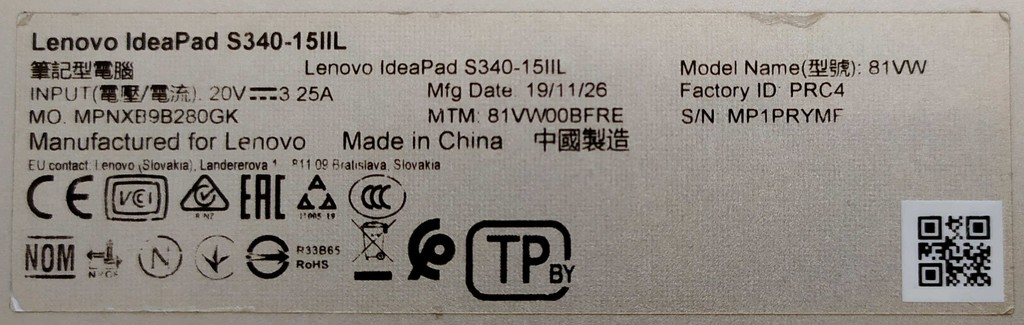 Lenovo IdeaPad S340-15IIL
筆記型電腦 Lenovo IdeaPad S340-15IIL Model Name(型號): 81VW
INPUT(電壓/電流). 20V⎓3 25A Mfg Date 19/11/26 Factory ID PRC4
MO. MPNXB9B280GK MTM: 81VW00BFRE S/N MP1PRYMF
Manufactured for Lenovo Made in China 中國製造
EU contact Lenovo (Slovakia), Landererova 1 811 09 Bratislava, Slovakia
CE VCI EAC CCC
NOM N R33B65
RoHS
TP BY